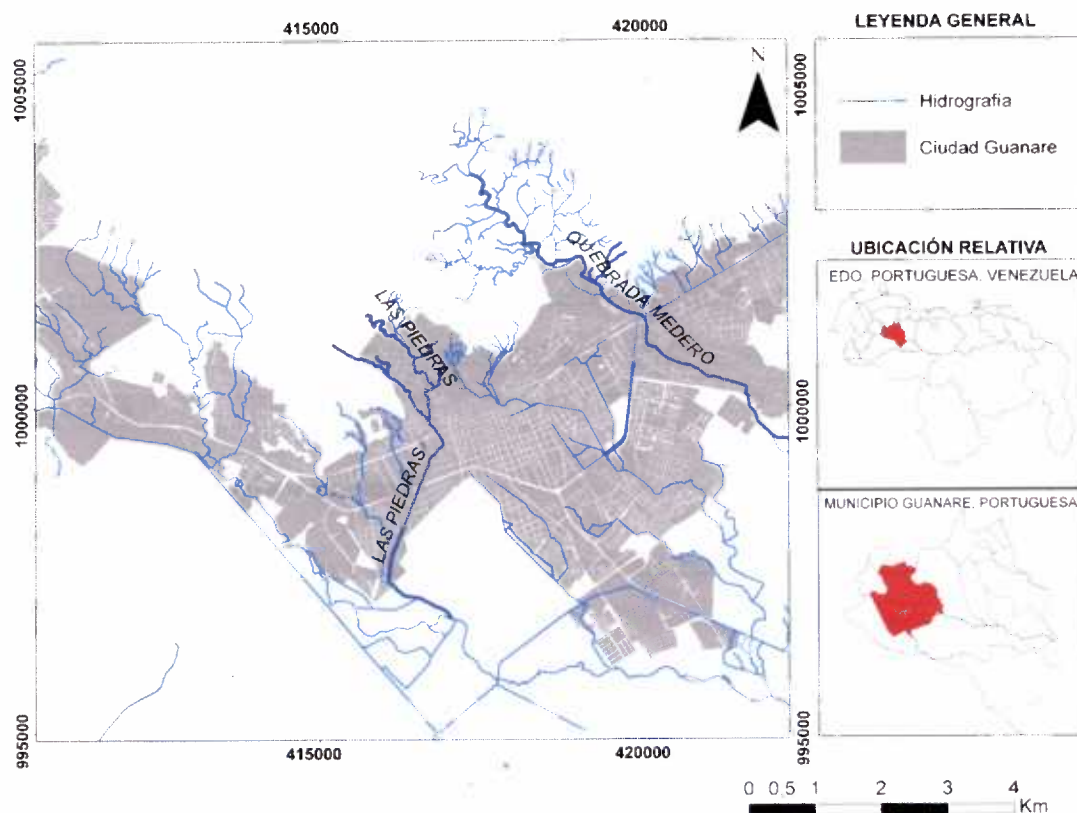 415000
420000
LEYENDA GENERAL
1005000
1005000
N
Hidrografia
Ciudad Guanare
QUEBRADA MEDERO
UBICACIÓN RELATIVA
EDO. PORTUGUESA, VENEZUELA
LAS PIEDRAS
1000000
1000000
LAS PIEDRAS
MUNICIPIO GUANARE, PORTUGUESA
995000
995000
415000
420000
0 0,5 1 2 3 4
Km